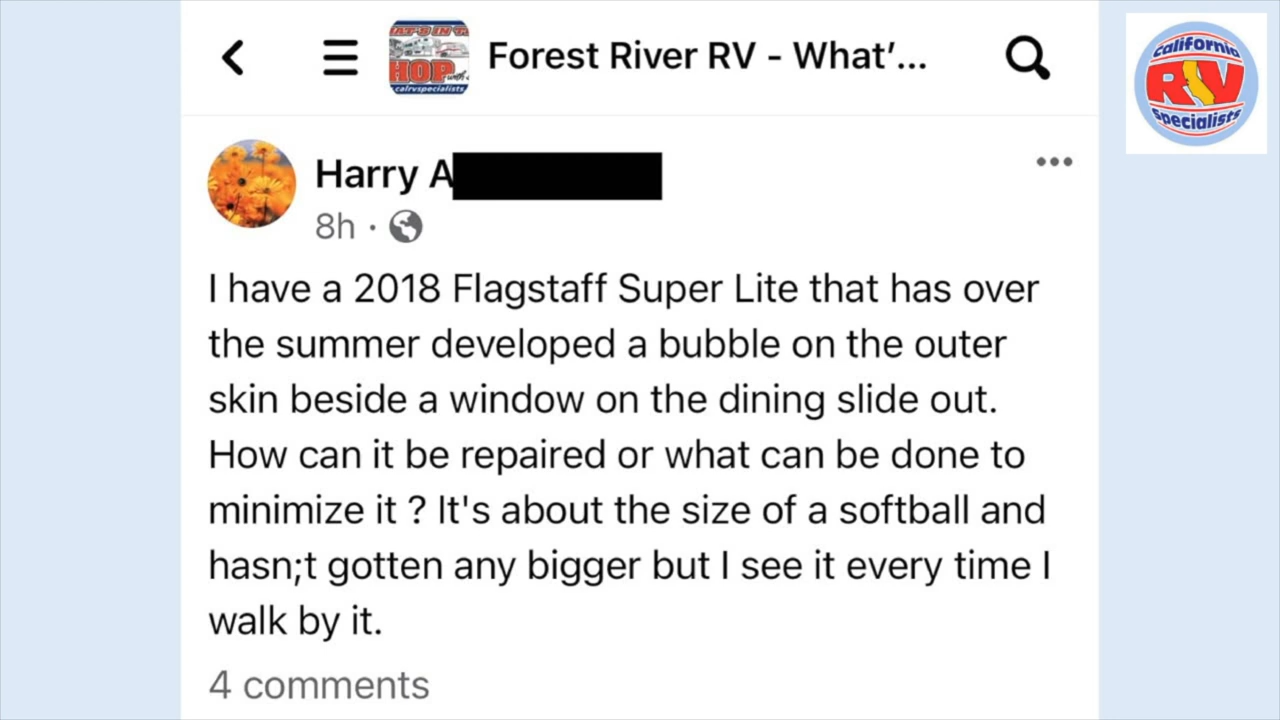 Forest River RV - What'...
HOP
calrvspecialists
california
RV
Specialists
Harry A
8h ·
I have a 2018 Flagstaff Super Lite that has over
the summer developed a bubble on the outer
skin beside a window on the dining slide out.
How can it be repaired or what can be done to
minimize it ? It's about the size of a softball and
hasn;t gotten any bigger but I see it every time I
walk by it.
4 comments